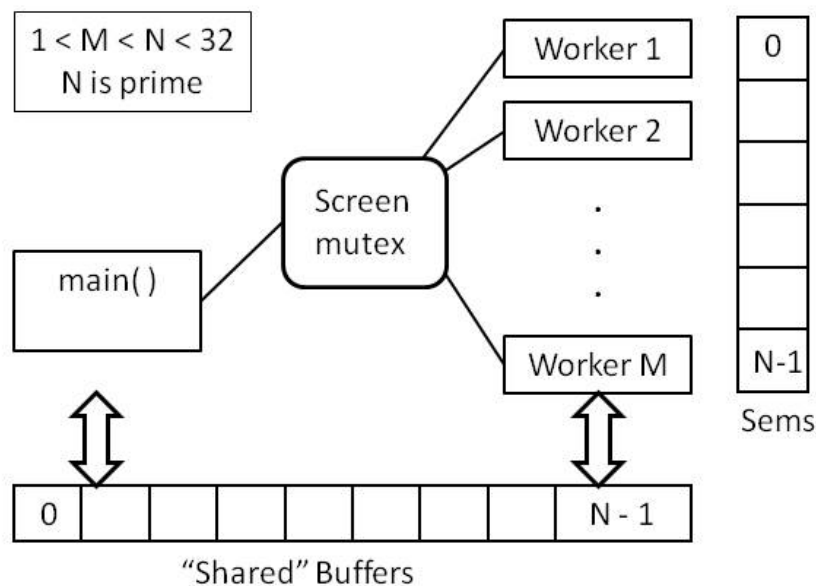 1 < M < N < 32
N is prime
Worker 1
0
Worker 2
Screen
mutex
main( )
.
.
.
Worker M
N-1
Sems
0
N - 1
“Shared” Buffers